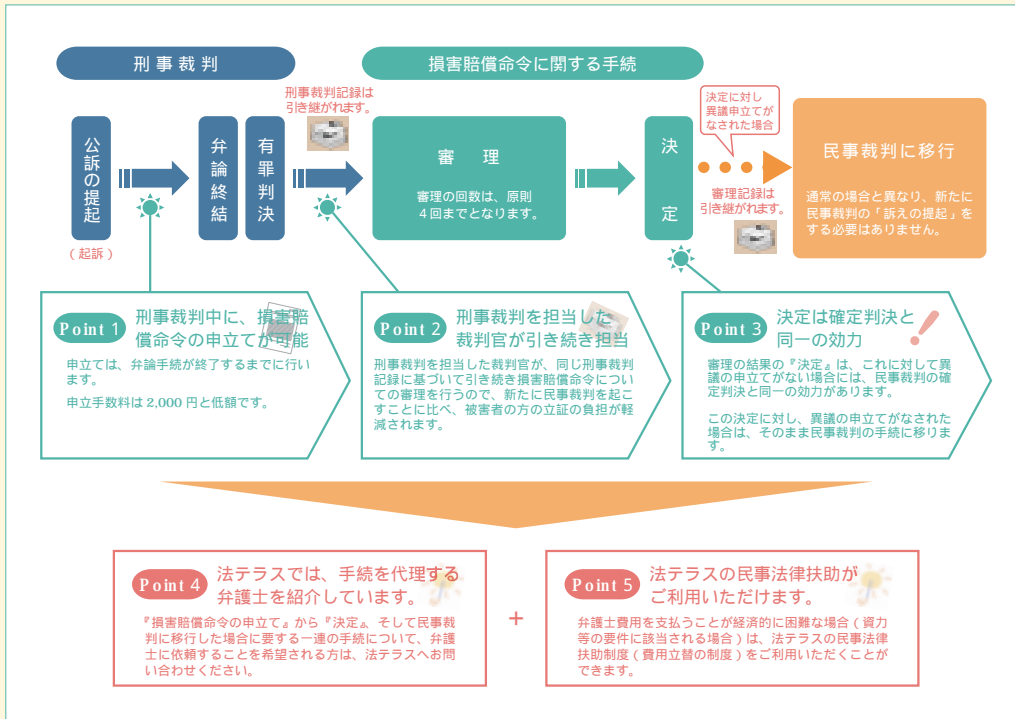 刑事裁判
損害賠償命令に関する手続
刑事裁判記録は
引き継がれます。
決定に対し
異議申立てが
なされた場合
公訴の提起
(起訴)
弁論終結
有罪判決
審 理
審理の回数は、原則
4回までとなります。
決 定
審理記録は
引き継がれます。
民事裁判に移行
通常の場合と異なり、新たに
民事裁判の「訴えの提起」を
する必要はありません。
Point 1
刑事裁判中に、損害賠
償命令の申立てが可能
申立ては、弁論手続が終了するまでに行い
ます。
申立手数料は 2,000 円と低額です。
Point 2
刑事裁判を担当した
裁判官が引き続き担当
刑事裁判を担当した裁判官が、同じ刑事裁判
記録に基づいて引き続き損害賠償命令につい
ての審理を行うので、新たに民事裁判を起こ
すことに比べ、被害者の方の立証の負担が軽
減されます。
Point 3
決定は確定判決と
同一の効力
審理の結果の『決定』は、これに対して異
議の申立てがない場合には、民事裁判の確
定判決と同一の効力があります。
この決定に対し、異議の申立てがなされた
場合は、そのまま民事裁判の手続に移りま
す。
Point 4
法テラスでは、手続を代理する
弁護士を紹介しています。
『損害賠償命令の申立て』から『決定』、そして民事裁
判に移行した場合に要する一連の手続について、弁護
士に依頼することを希望される方は、法テラスへお問
い合わせください。
+
Point 5
法テラスの民事法律扶助が
ご利用いただけます。
弁護士費用を支払うことが経済的に困難な場合(資力
等の要件に該当される場合)は、法テラスの民事法律
扶助制度(費用立替の制度)をご利用いただくことが
できます。